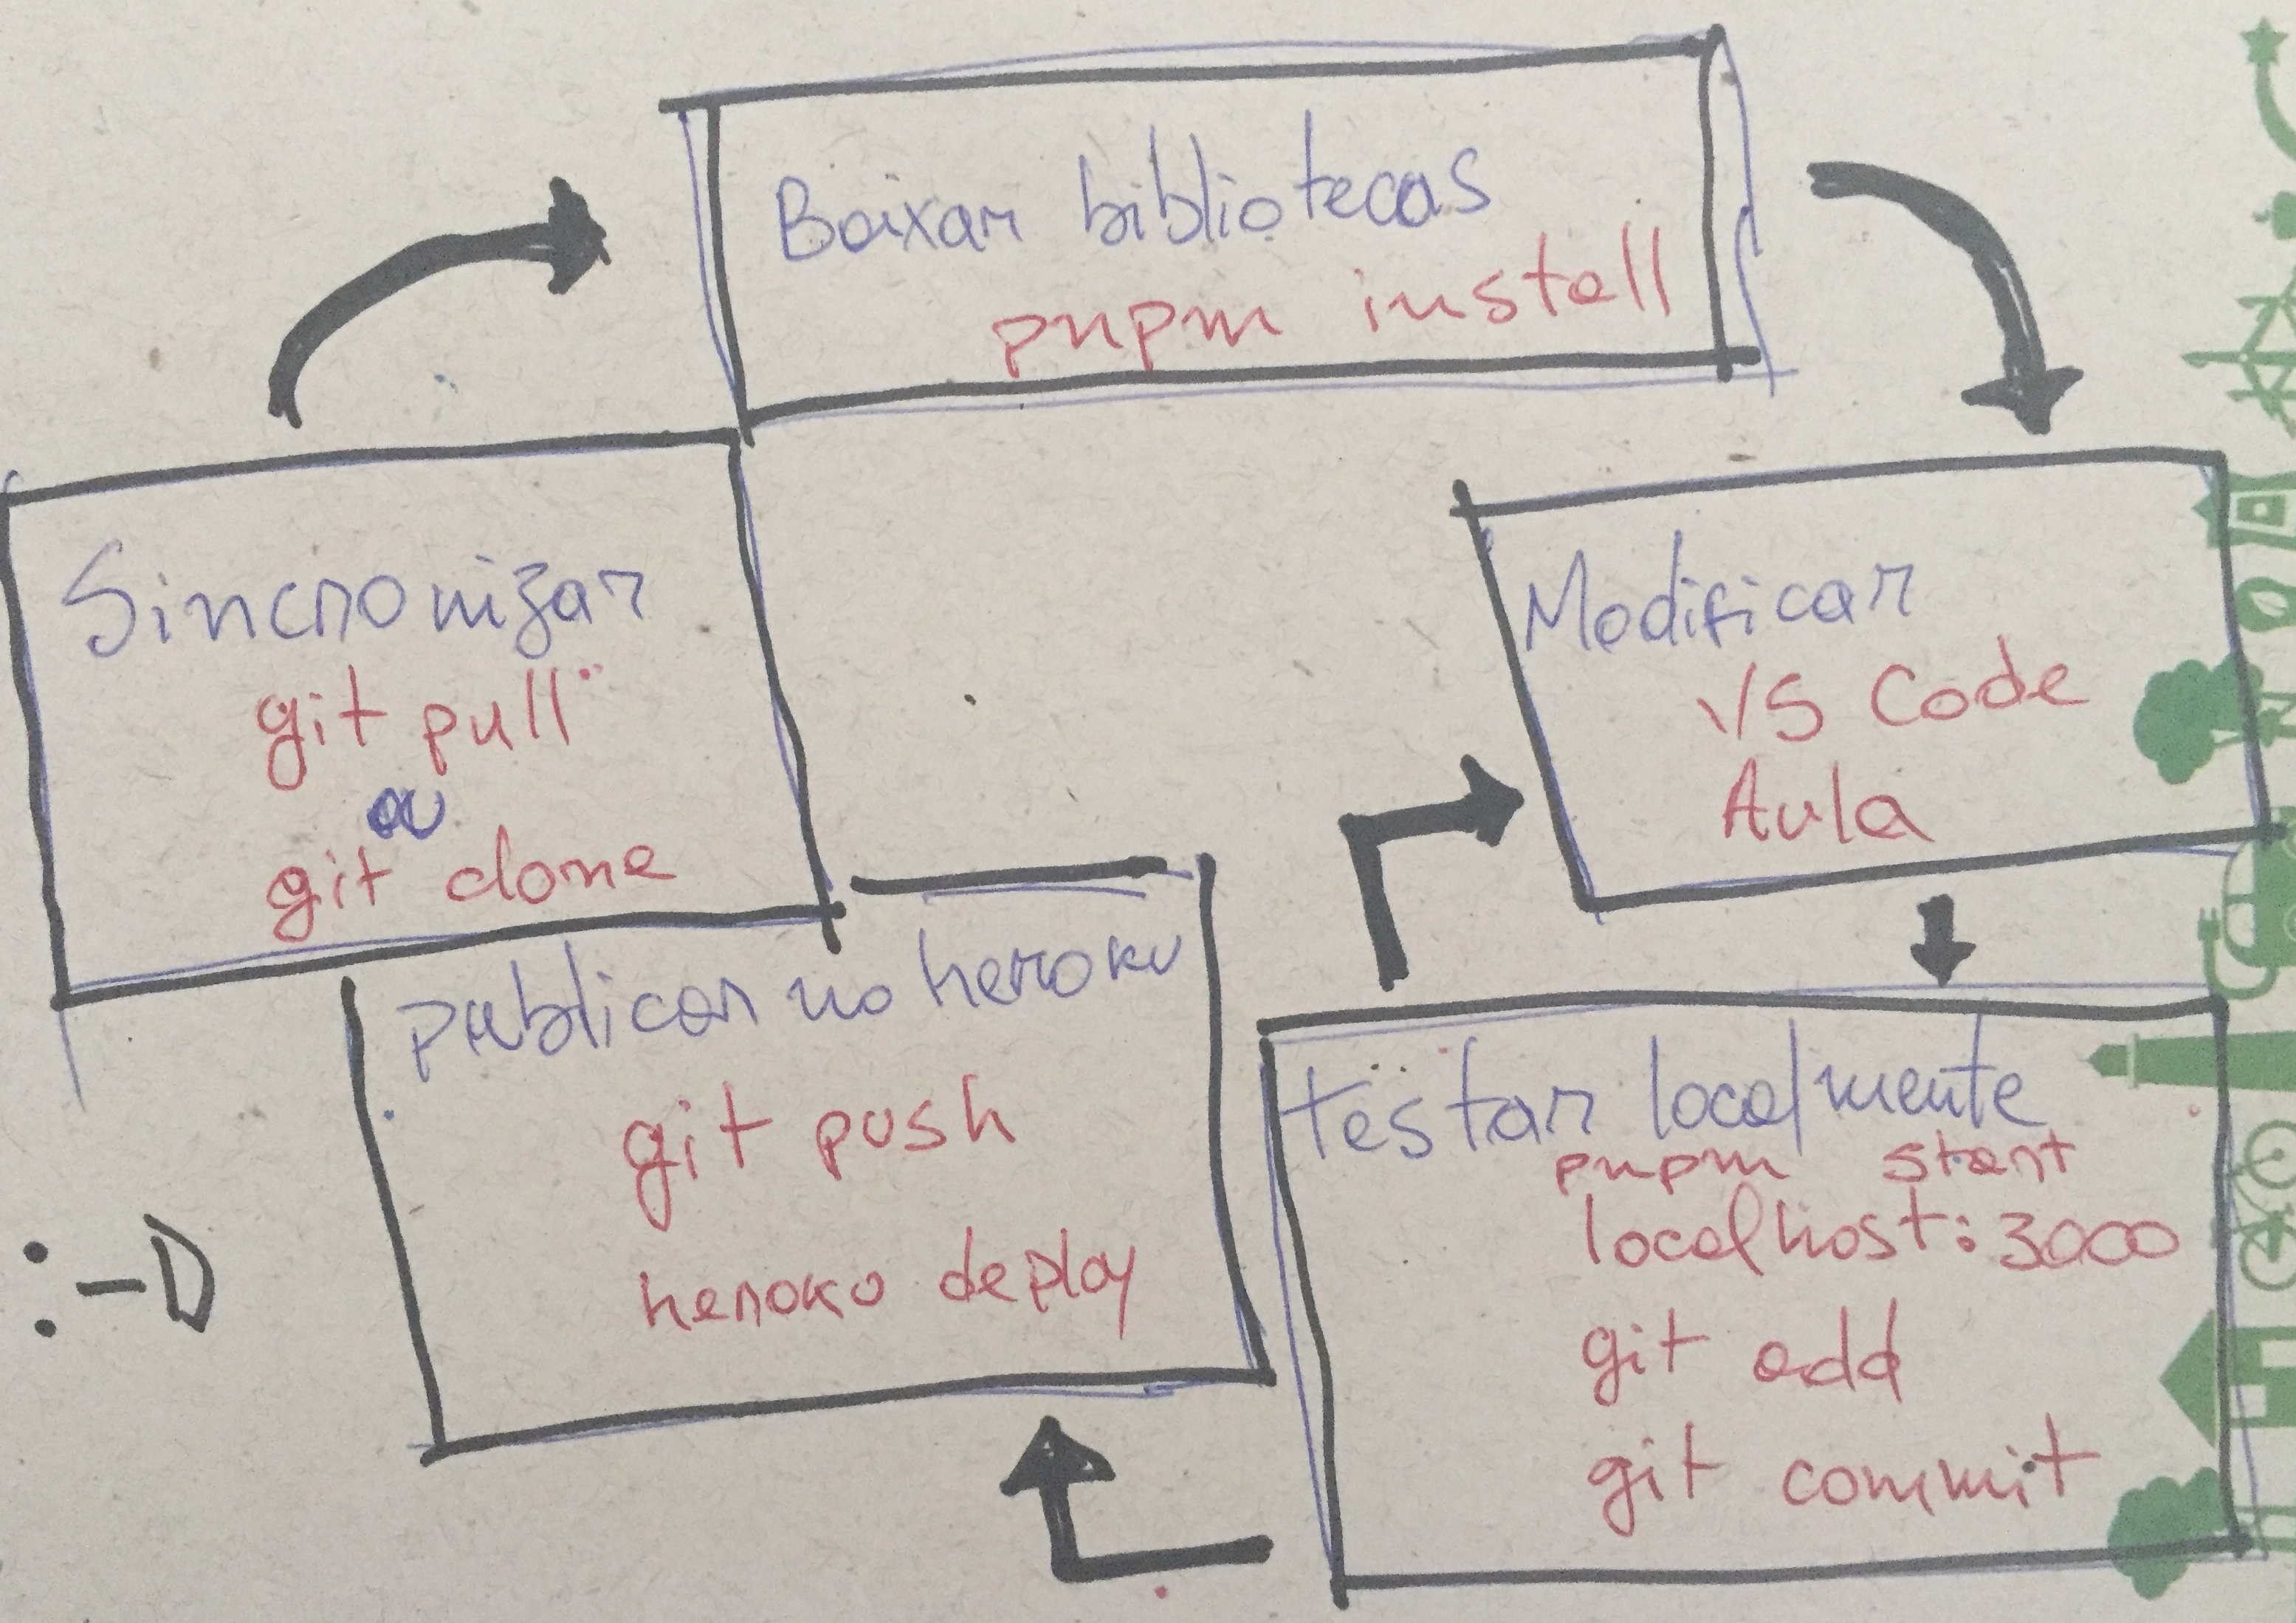 Baixar bibliotecas
pnpm install
Sincronizar
git pull
ou
git clone
Modificar
VS Code
Aula
publicar no heroku
git push
heroku deploy
testar localmente
pnpm start
localhost:3000
git add
git commit
:-D